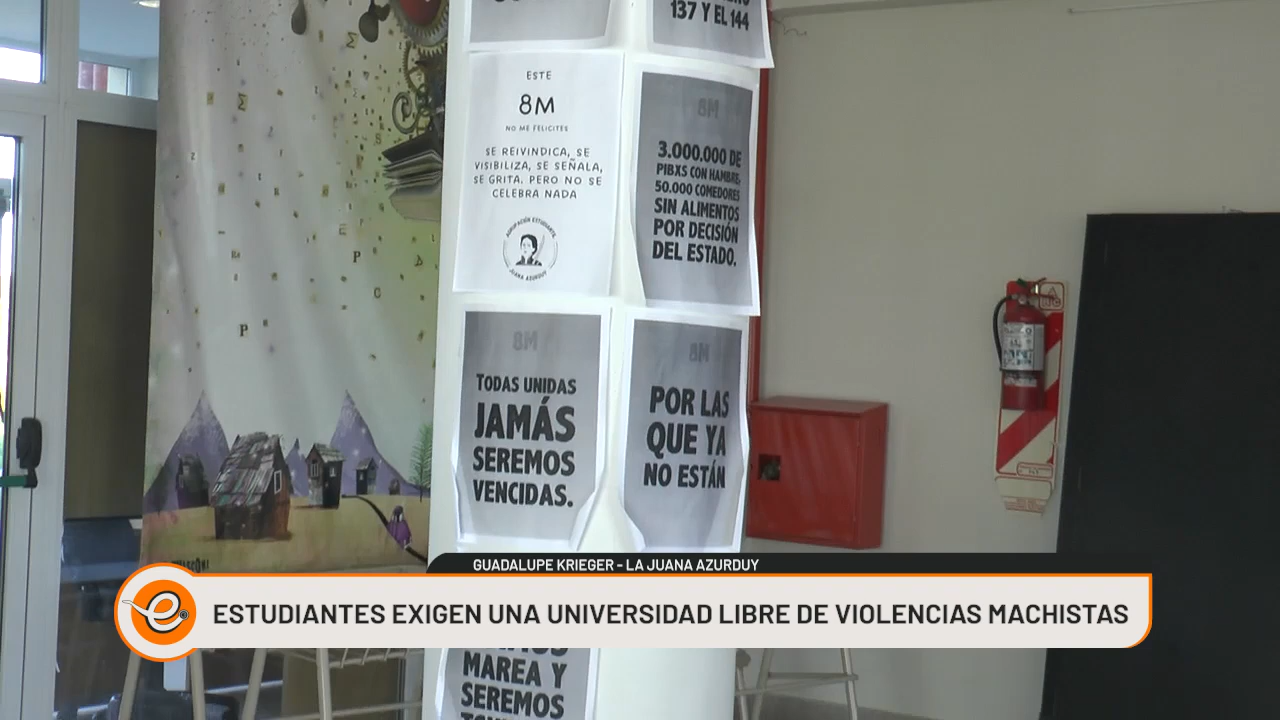 137 Y EL 144
ESTE
8M
NO ME FELICITES
SE REIVINDICA, SE
VISIBILIZA, SE SEÑALA,
SE GRITA. PERO NO SE
CELEBRA NADA
AGRUPACIÓN ESTUDIANTIL
JUANA AZURDUY
8M
3.000.000 DE
PIBXS CON HAMBRE.
50.000 COMEDORES
SIN ALIMENTOS
POR DECISIÓN
DEL ESTADO.
8M
TODAS UNIDAS
JAMÁS
SEREMOS
VENCIDAS.
8M
POR LAS
QUE YA
NO ESTÁN
GUADALUPE KRIEGER - LA JUANA AZURDUY
ESTUDIANTES EXIGEN UNA UNIVERSIDAD LIBRE DE VIOLENCIAS MACHISTAS
MAREA Y
SEREMOS